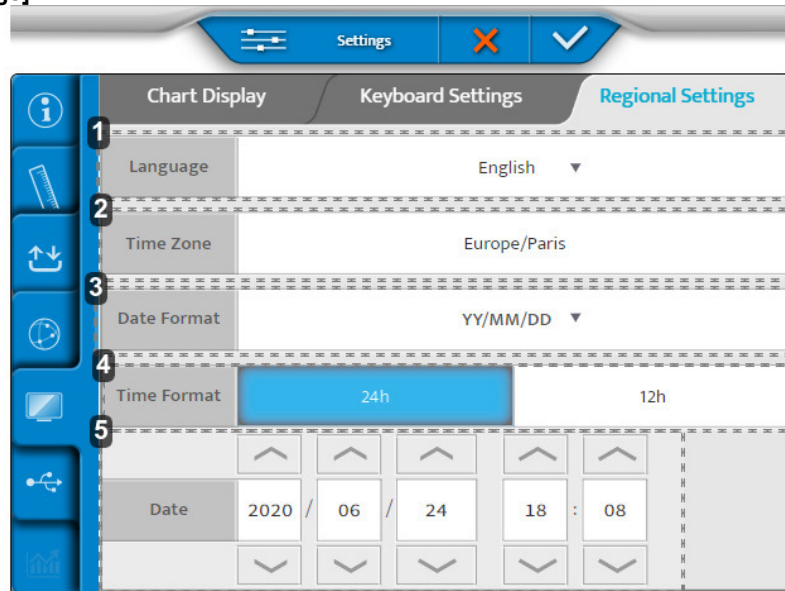 Settings
Chart Display Keyboard Settings Regional Settings
1
Language English
2
Time Zone Europe/Paris
3
Date Format YY/MM/DD
4
Time Format 24h 12h
5
Date 2020 / 06 / 24 18 : 08